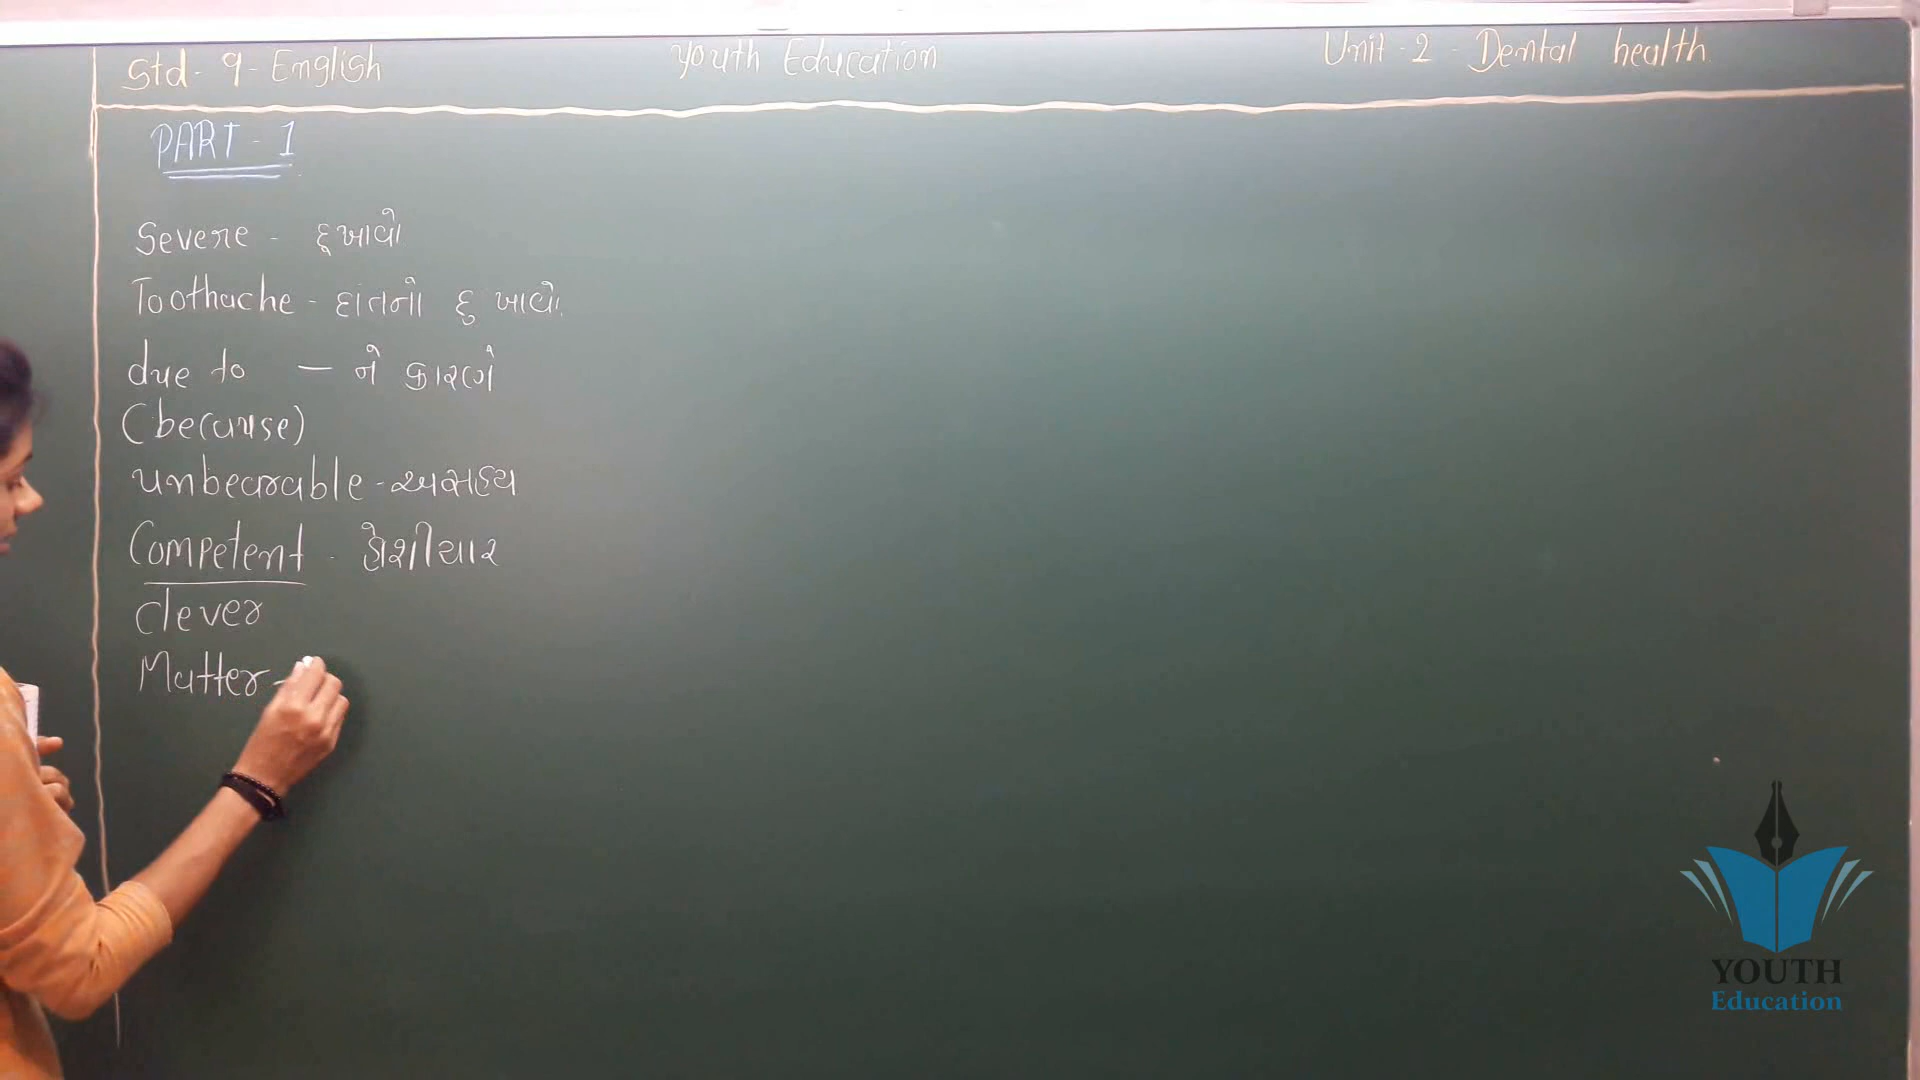 Std - 9 - English
Youth Education
Unit - 2 - Dental health
PART - 1
Severe - દૂખાવો
Toothache - દાંતનો દુખાવો.
due to — ને કારણે
(because)
unbearable - અસહ્ય
Competent - હોશીયાર
Clever
Matter -
YOUTH
Education